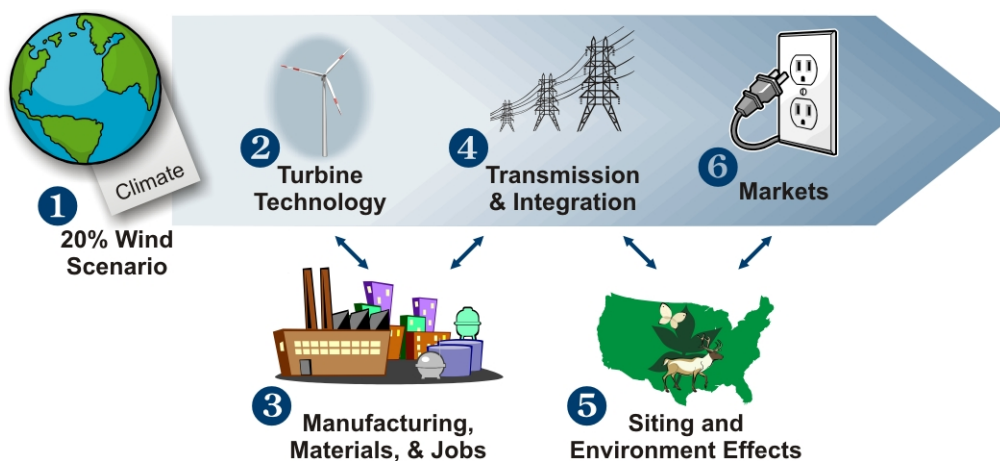 Climate
1
20% Wind
Scenario
2
Turbine
Technology
3
Manufacturing,
Materials, & Jobs
4
Transmission
& Integration
5
Siting and
Environment Effects
6
Markets